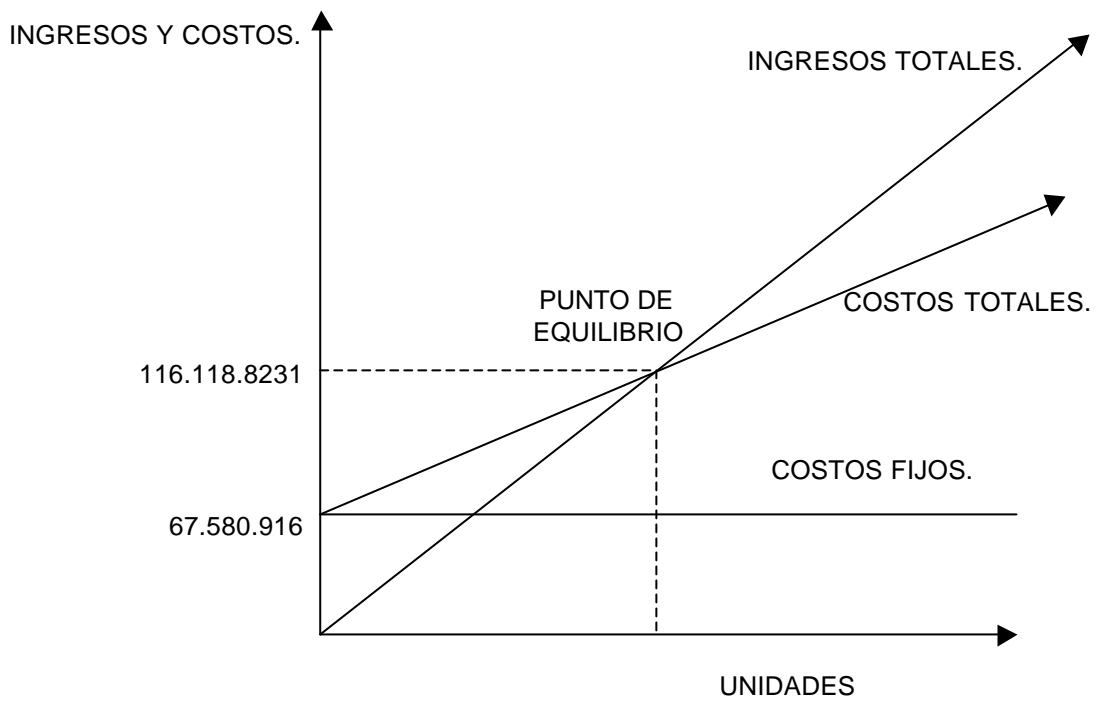 INGRESOS Y COSTOS.
INGRESOS TOTALES.
PUNTO DE
EQUILIBRIO
COSTOS TOTALES.
116.118.8231
COSTOS FIJOS.
67.580.916
UNIDADES